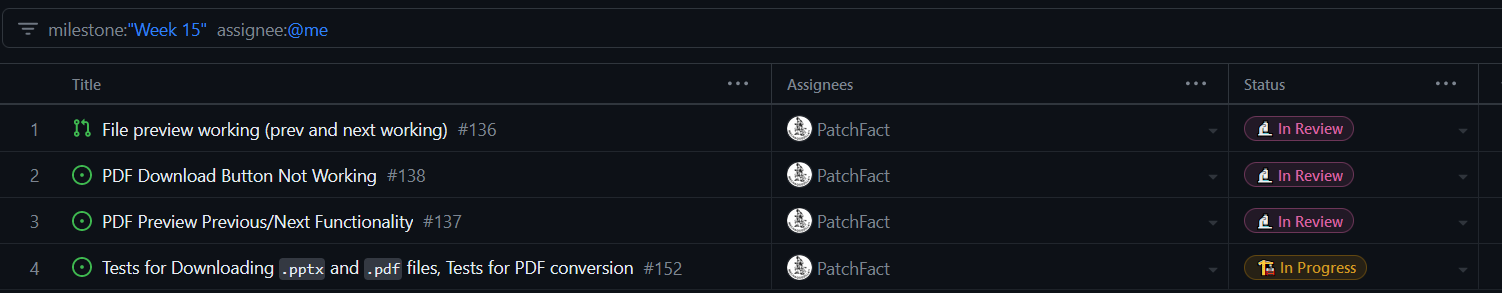 milestone:"Week 15" assignee:@me
Title ... Assignees ... Status ...
1 File preview working (prev and next working) #136 PatchFact In Review
2 PDF Download Button Not Working #138 PatchFact In Review
3 PDF Preview Previous/Next Functionality #137 PatchFact In Review
4 Tests for Downloading .pptx and .pdf files, Tests for PDF conversion #152 PatchFact In Progress